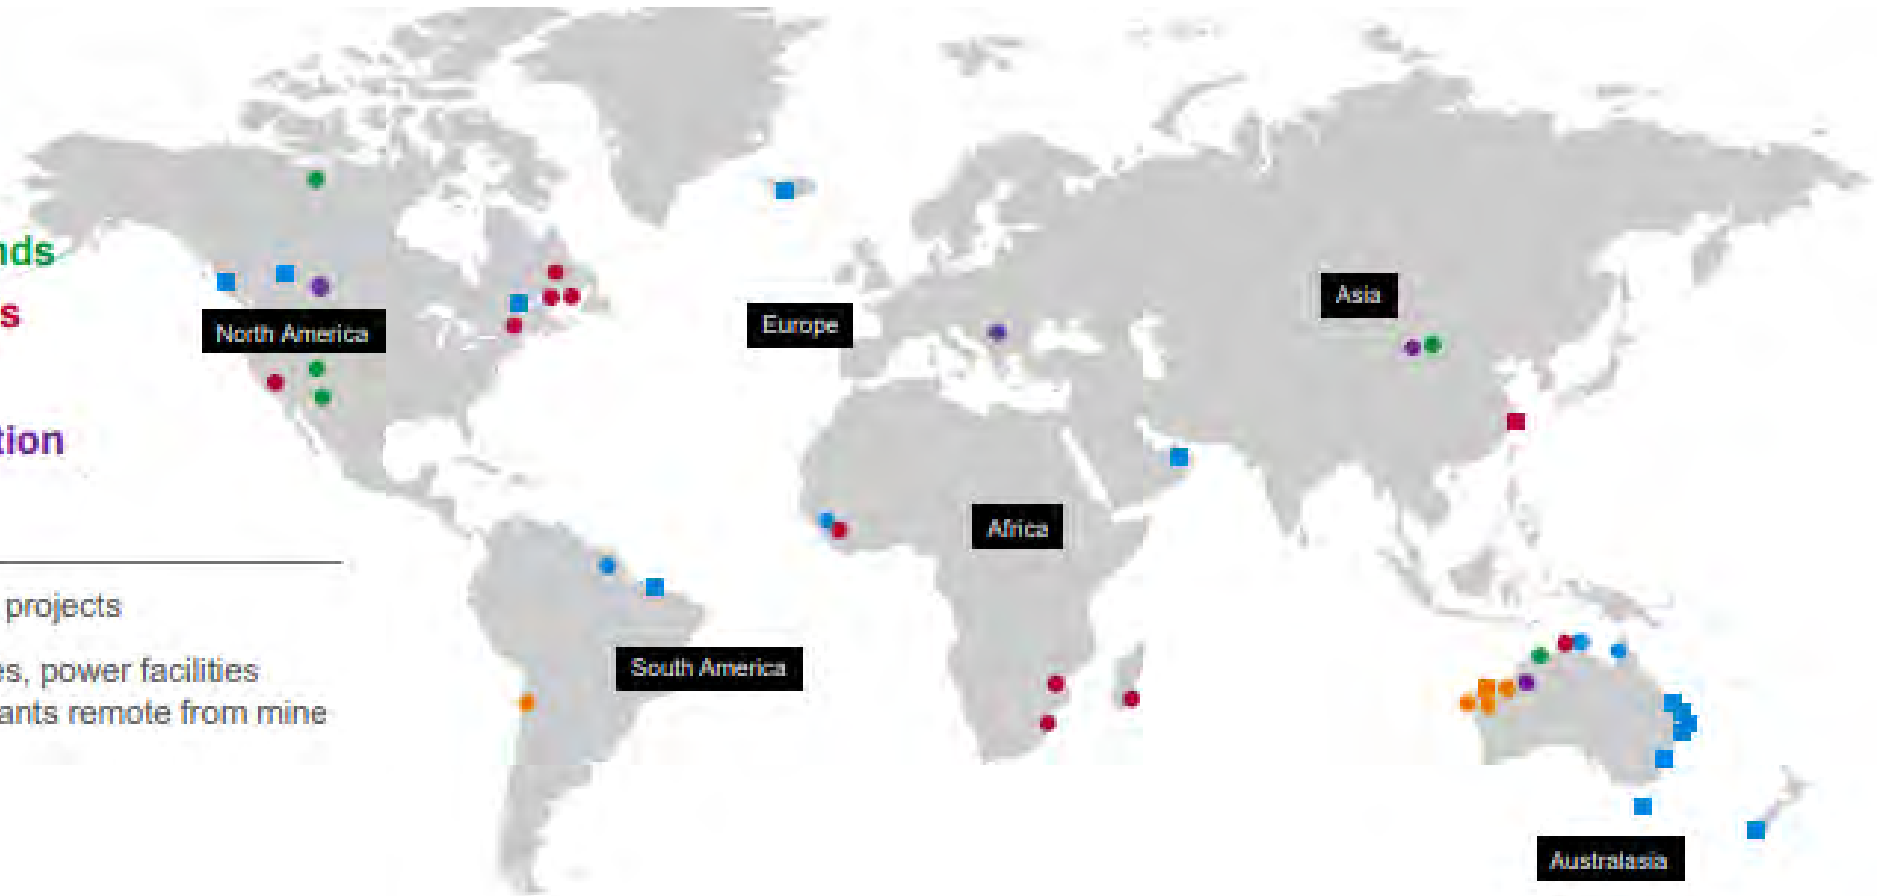 nds
s
North America
Europe
Asia
tion
Africa
projects
South America
es, power facilities
ants remote from mine
Australasia